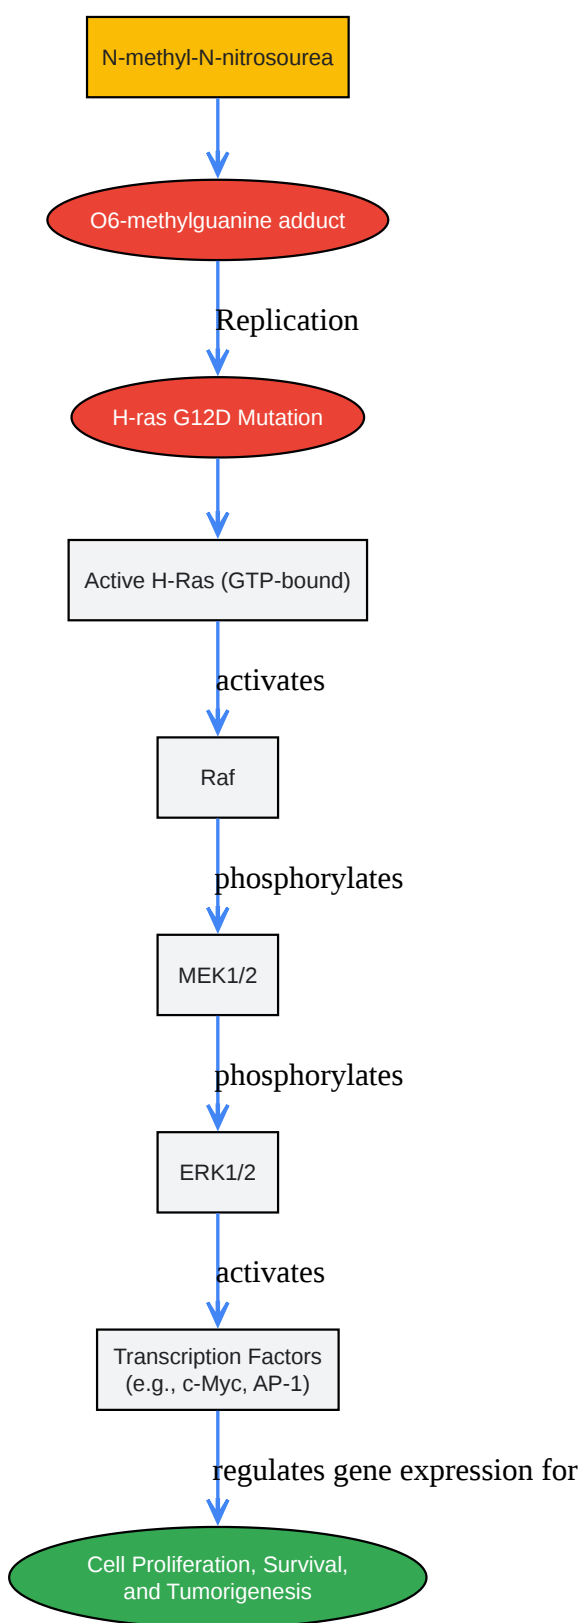 N-methyl-N-nitrosourea
O6-methylguanine adduct
Replication
H-ras G12D Mutation
Active H-Ras (GTP-bound)
activates
Raf
phosphorylates
MEK1/2
phosphorylates
ERK1/2
activates
Transcription Factors
(e.g., c-Myc, AP-1)
regulates gene expression for
Cell Proliferation, Survival,
and Tumorigenesis